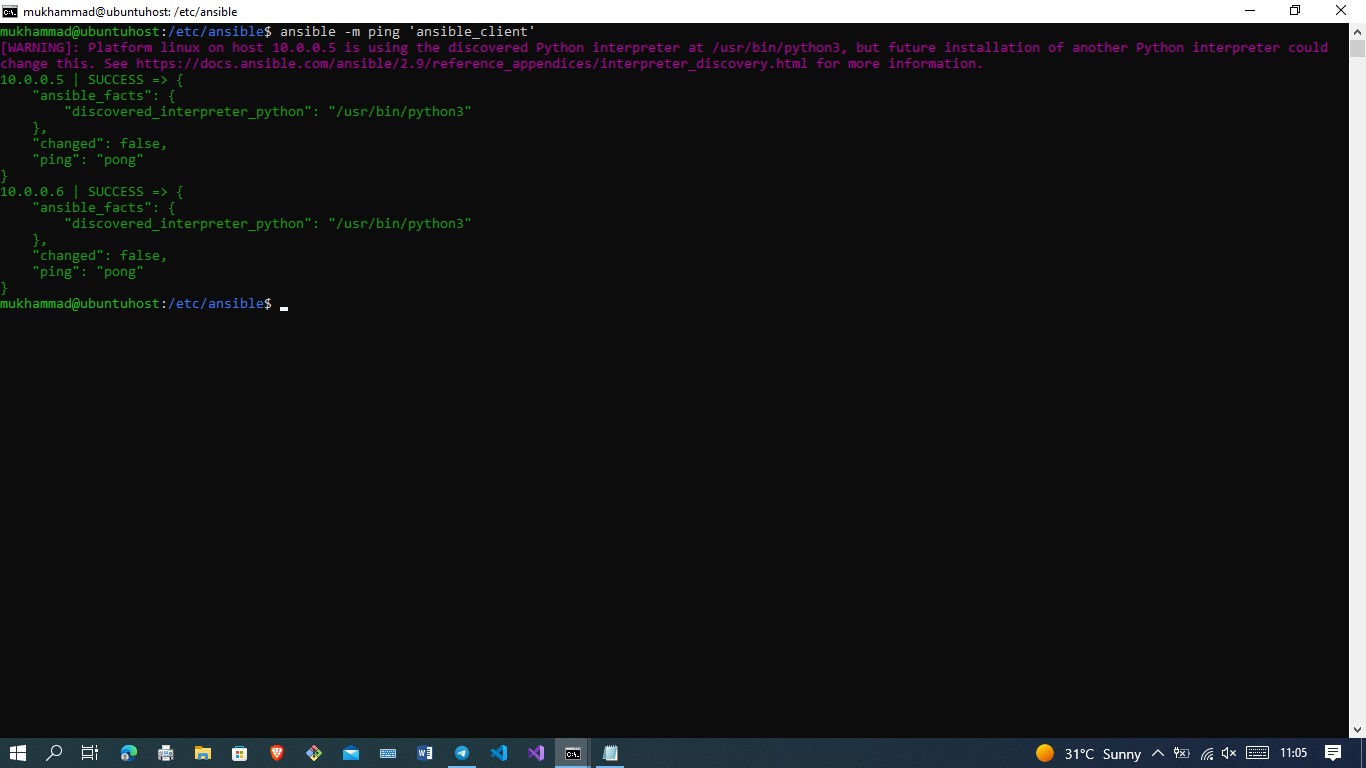 mukhammad@ubuntuhost: /etc/ansible
mukhammad@ubuntuhost:/etc/ansible$ ansible -m ping 'ansible_client'
[WARNING]: Platform linux on host 10.0.0.5 is using the discovered Python interpreter at /usr/bin/python3, but future installation of another Python interpreter could
change this. See https://docs.ansible.com/ansible/2.9/reference_appendices/interpreter_discovery.html for more information.
10.0.0.5 | SUCCESS => {
    "ansible_facts": {
        "discovered_interpreter_python": "/usr/bin/python3"
    },
    "changed": false,
    "ping": "pong"
}
10.0.0.6 | SUCCESS => {
    "ansible_facts": {
        "discovered_interpreter_python": "/usr/bin/python3"
    },
    "changed": false,
    "ping": "pong"
}
mukhammad@ubuntuhost:/etc/ansible$
31°C Sunny 11:05